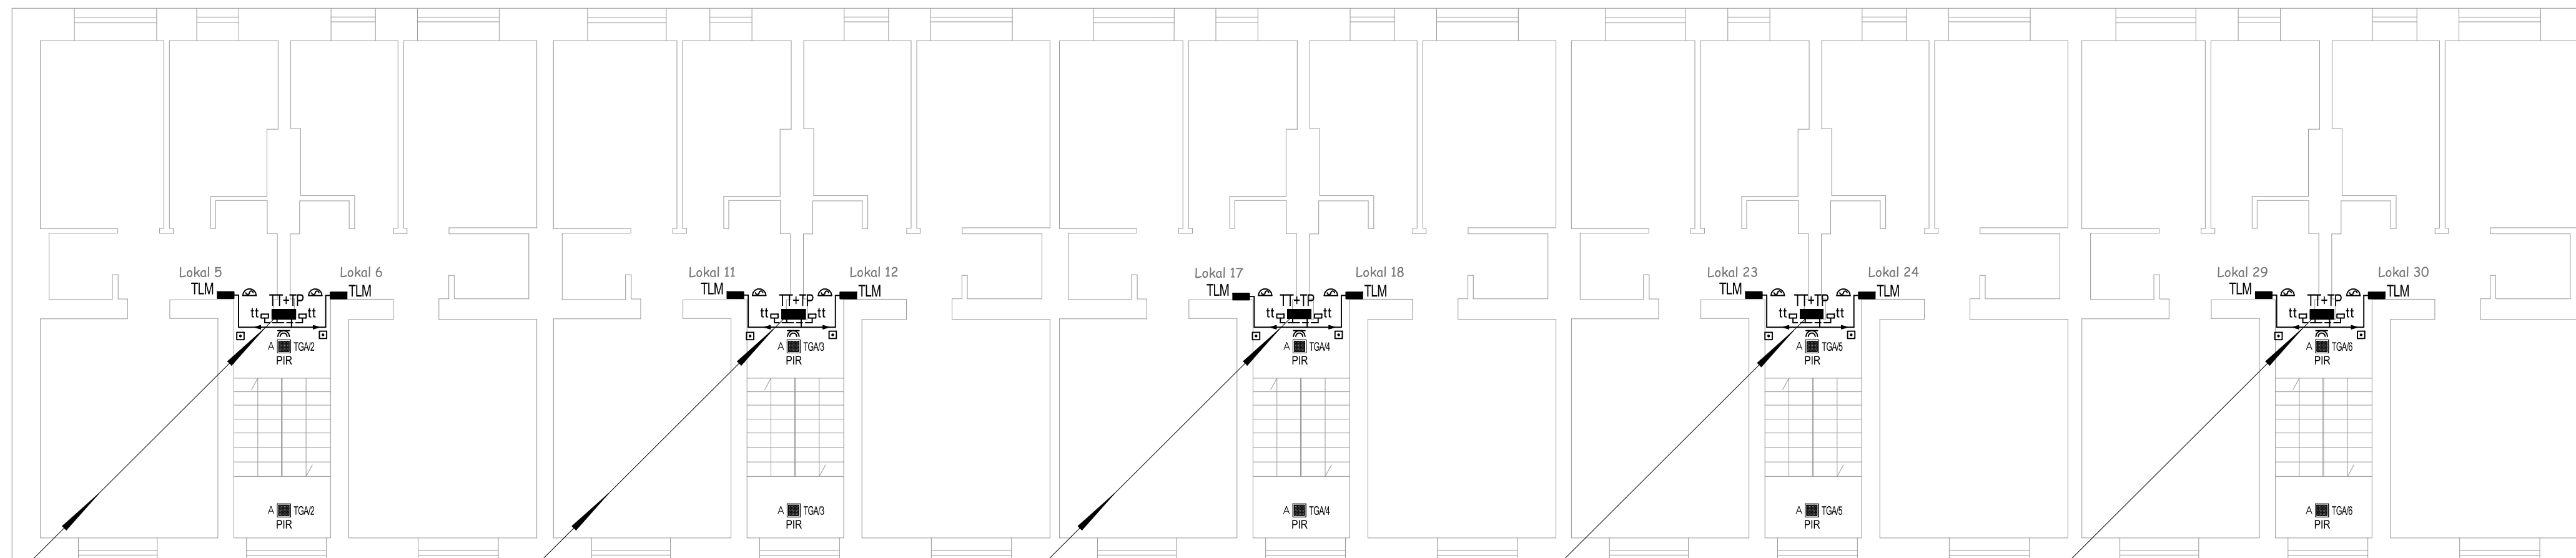 Lokal 5 Lokal 6
TLM TLM
TT+TP
tt tt
A TGA/2
PIR
A TGA/2
PIR
Lokal 11 Lokal 12
TLM TLM
TT+TP
tt tt
A TGA/3
PIR
A TGA/3
PIR
Lokal 17 Lokal 18
TLM TLM
TT+TP
tt tt
A TGA/4
PIR
A TGA/4
PIR
Lokal 23 Lokal 24
TLM TLM
TT+TP
tt tt
A TGA/5
PIR
A TGA/5
PIR
Lokal 29 Lokal 30
TLM TLM
TT+TP
tt tt
A TGA/6
PIR
A TGA/6
PIR